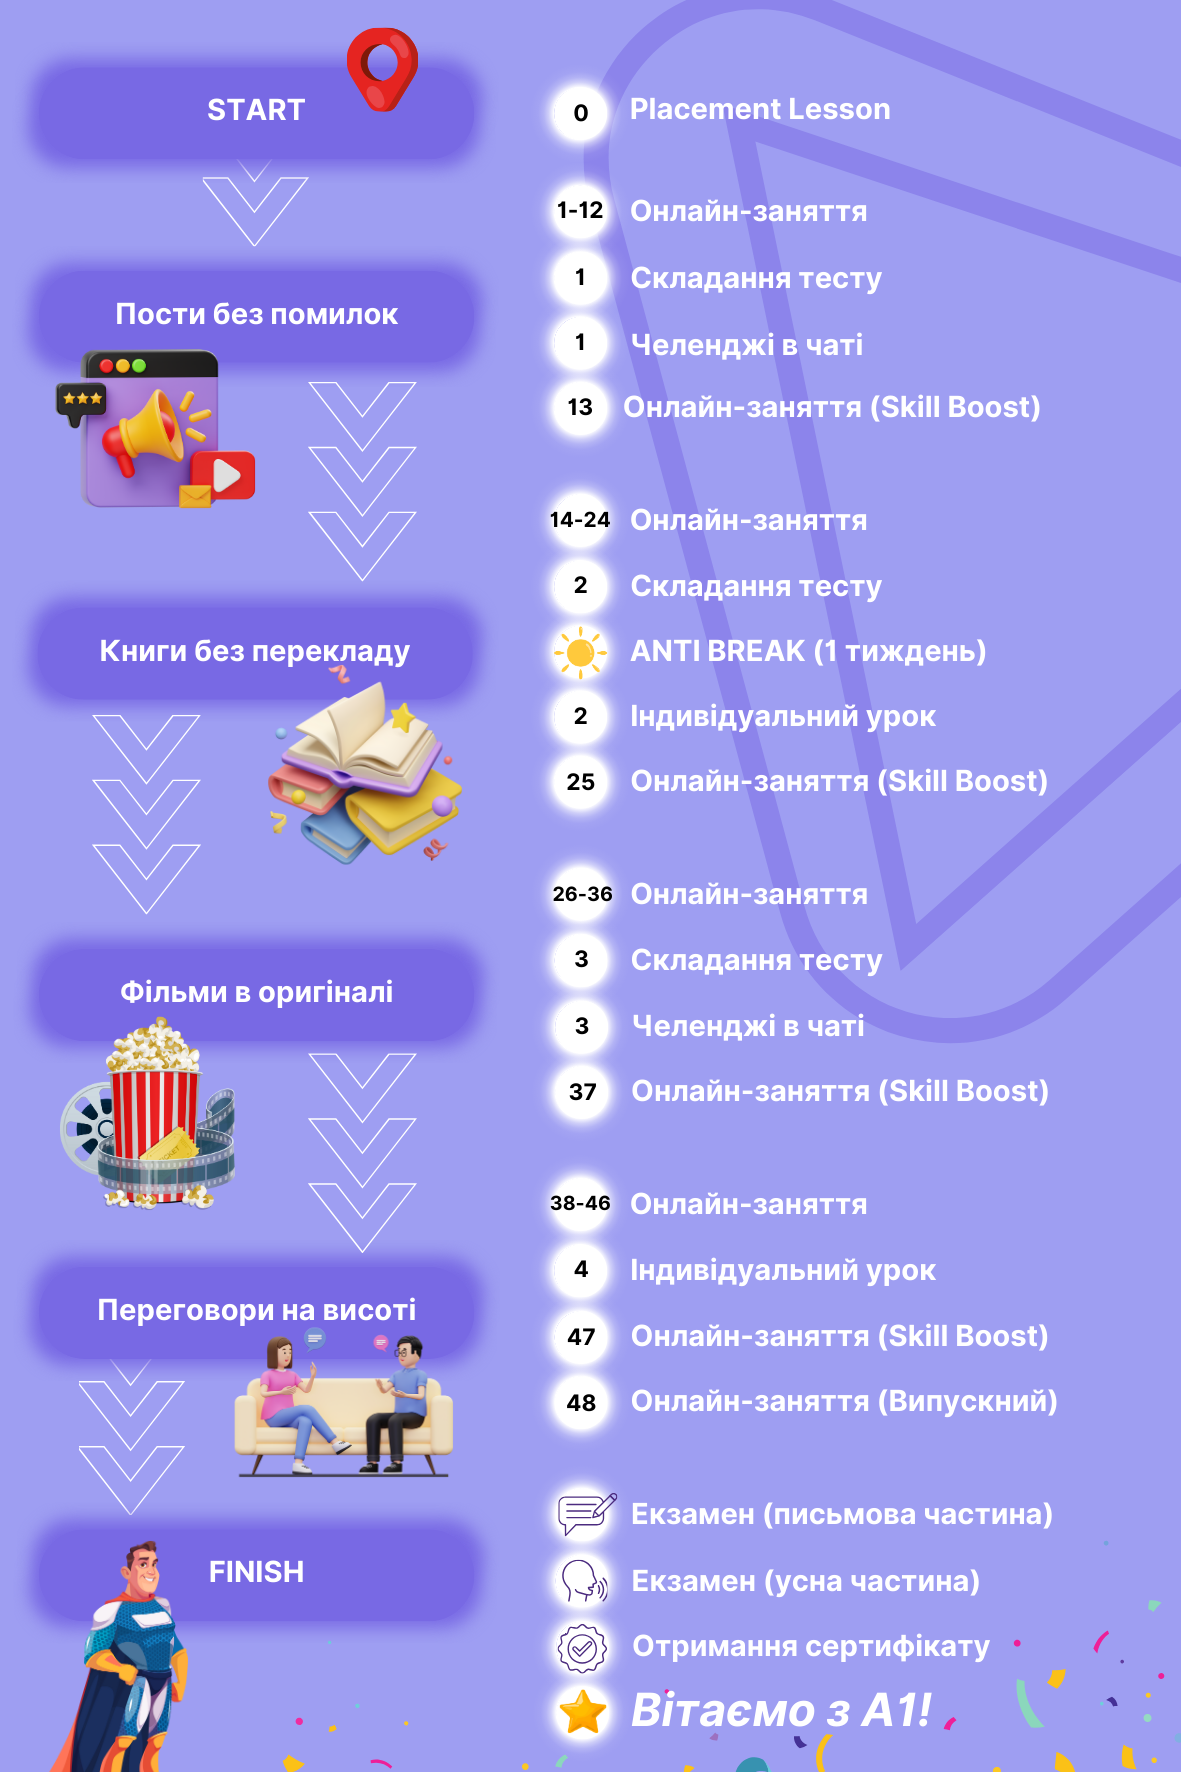 START
0 Placement Lesson
1-12 Онлайн-заняття
1 Складання тесту
Пости без помилок
1 Челенджі в чаті
13 Онлайн-заняття (Skill Boost)
14-24 Онлайн-заняття
2 Складання тесту
Книги без перекладу
ANTI BREAK (1 тиждень)
2 Індивідуальний урок
25 Онлайн-заняття (Skill Boost)
26-36 Онлайн-заняття
3 Складання тесту
Фільми в оригіналі
3 Челенджі в чаті
37 Онлайн-заняття (Skill Boost)
38-46 Онлайн-заняття
4 Індивідуальний урок
Переговори на висоті
47 Онлайн-заняття (Skill Boost)
48 Онлайн-заняття (Випускний)
Екзамен (письмова частина)
FINISH
Екзамен (усна частина)
Отримання сертифікату
Вітаємо з А1!